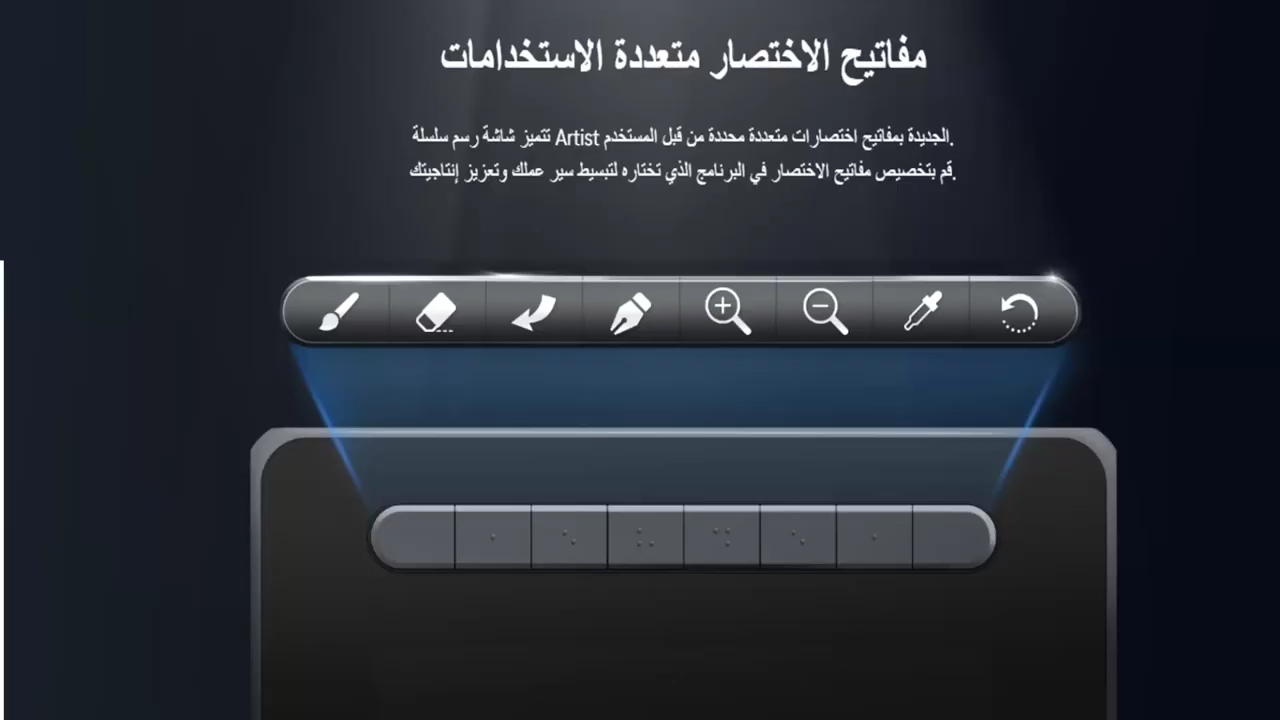 مفاتيح الاختصار متعددة الاستخدامات
.الجديدة بمفاتيح اختصارات متعددة محددة من قبل المستخدم Artist تتميز شاشة رسم سلسلة
.قم بتخصيص مفاتيح الاختصار في البرنامج الذي تختاره لتبسيط سير عملك وتعزيز إنتاجيتك